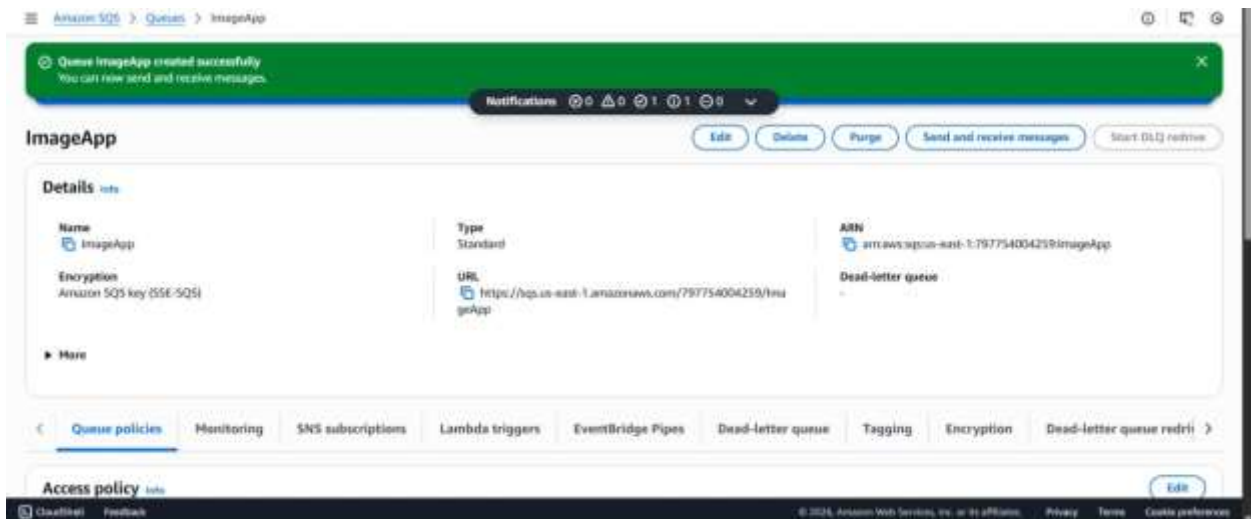 Amazon SQS > Queues > ImageApp
Queue ImageApp created successfully
You can now send and receive messages.
Notifications 0 0 1 1 0
ImageApp
Edit Delete Purge Send and receive messages Start DLQ redrive
Details Info
Name
ImageApp
Type
Standard
ARN
arn:aws:sqs:us-east-1:797754004259:ImageApp
Encryption
Amazon SQS key (SSE-SQS)
URL
https://sqs.us-east-1.amazonaws.com/797754004259/Ima
geApp
Dead-letter queue
-
More
Queue policies Monitoring SNS subscriptions Lambda triggers EventBridge Pipes Dead-letter queue Tagging Encryption Dead-letter queue redri
Access policy Info
Edit
CloudShell Feedback
© 2026, Amazon Web Services, Inc. or its affiliates. Privacy Terms Cookie preferences